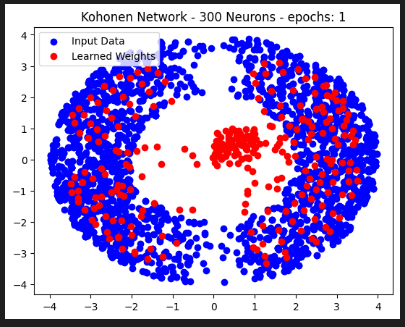 Kohonen Network - 300 Neurons - epochs: 1
Input Data
Learned Weights
4
3
2
1
0
−1
−2
−3
−4
−4 −3 −2 −1 0 1 2 3 4